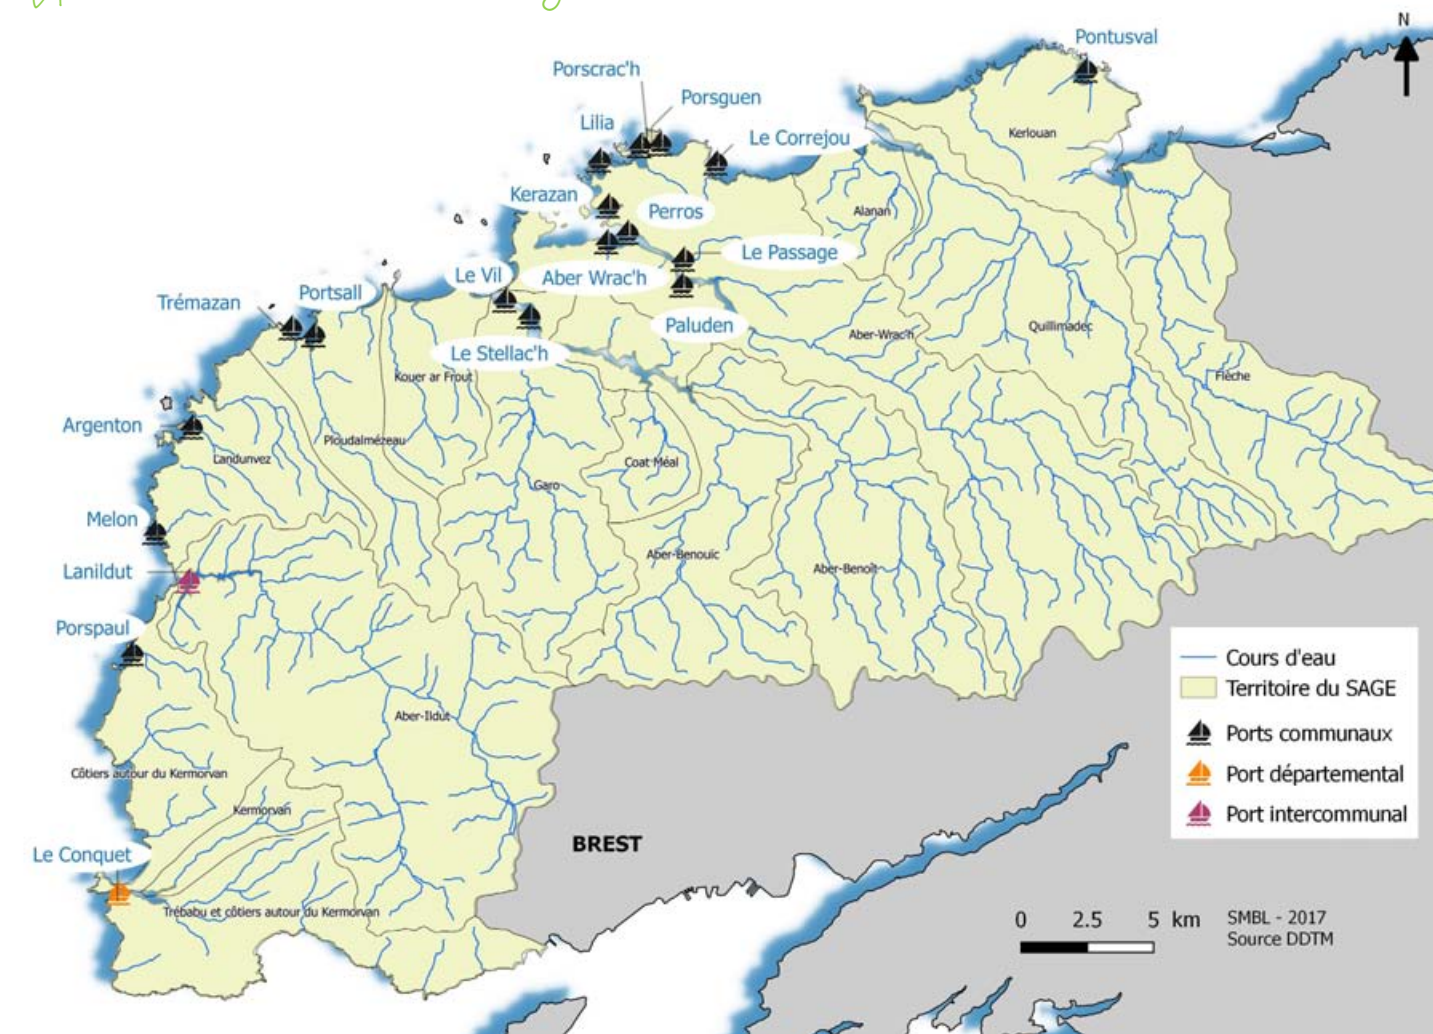 N
Pontusval
Porscrac'h
Porsguen
Lilia
Le Correjou
Kerlouan
Kerazan
Perros
Alanan
Le Passage
Le Vil
Aber Wrac'h
Trémazan
Portsall
Paluden
Aber-Wrac'h
Quillimadec
Le Stellac'h
Kouer ar Frout
Flèche
Argenton
Ploudalmézeau
Landunvez
Coat Méal
Garo
Melon
Aber-Benouic
Aber-Benoît
Lanildut
Porspaul
Aber-Ildut
Côtiers autour du Kermorvan
Kermorvan
Le Conquet
Trébabu et côtiers autour du Kermorvan
BREST
Cours d'eau
Territoire du SAGE
Ports communaux
Port départemental
Port intercommunal
0 2.5 5 km
SMBL - 2017
Source DDTM